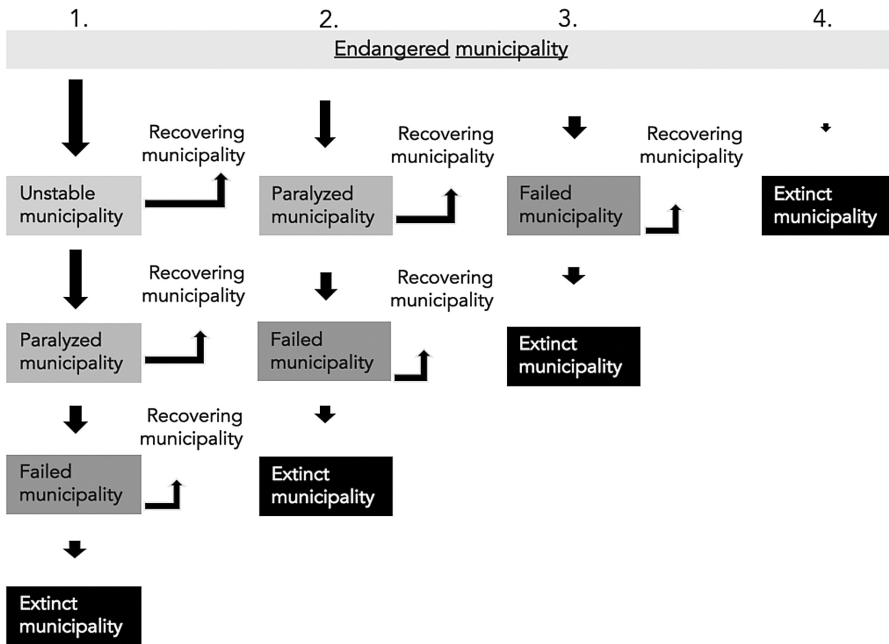 1.
2.
3.
4.
Endangered municipality
Recovering
municipality
Recovering
municipality
Recovering
municipality
Unstable
municipality
Paralyzed
municipality
Failed
municipality
Extinct
municipality
Recovering
municipality
Recovering
municipality
Paralyzed
municipality
Failed
municipality
Extinct
municipality
Recovering
municipality
Failed
municipality
Extinct
municipality
Extinct
municipality